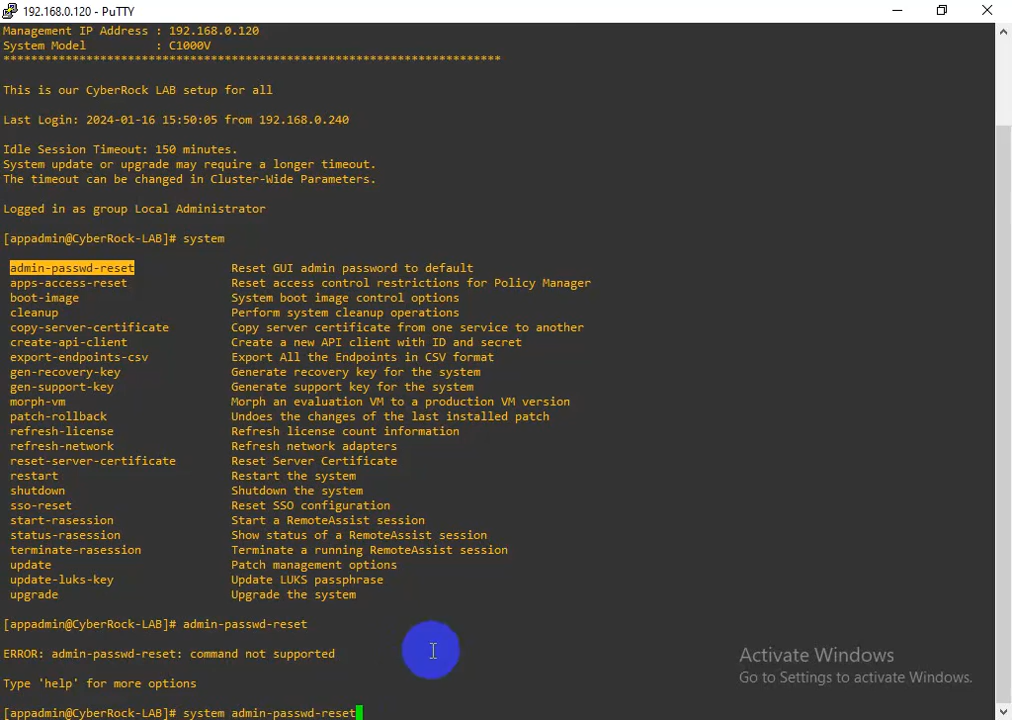 192.168.0.120 - PuTTY
Management IP Address : 192.168.0.120
System Model : C1000V
************************************************************************
This is our CyberRock LAB setup for all
Last Login: 2024-01-16 15:50:05 from 192.168.0.240
Idle Session Timeout: 150 minutes.
System update or upgrade may require a longer timeout.
The timeout can be changed in Cluster-Wide Parameters.
Logged in as group Local Administrator
[appadmin@CyberRock-LAB]# system
admin-passwd-reset Reset GUI admin password to default
apps-access-reset Reset access control restrictions for Policy Manager
boot-image System boot image control options
cleanup Perform system cleanup operations
copy-server-certificate Copy server certificate from one service to another
create-api-client Create a new API client with ID and secret
export-endpoints-csv Export All the Endpoints in CSV format
gen-recovery-key Generate recovery key for the system
gen-support-key Generate support key for the system
morph-vm Morph an evaluation VM to a production VM version
patch-rollback Undoes the changes of the last installed patch
refresh-license Refresh license count information
refresh-network Refresh network adapters
reset-server-certificate Reset Server Certificate
restart Restart the system
shutdown Shutdown the system
sso-reset Reset SSO configuration
start-rasession Start a RemoteAssist session
status-rasession Show status of a RemoteAssist session
terminate-rasession Terminate a running RemoteAssist session
update Patch management options
update-luks-key Update LUKS passphrase
upgrade Upgrade the system
[appadmin@CyberRock-LAB]# admin-passwd-reset
ERROR: admin-passwd-reset: command not supported
Type 'help' for more options
[appadmin@CyberRock-LAB]# system admin-passwd-reset
Activate Windows
Go to Settings to activate Windows.